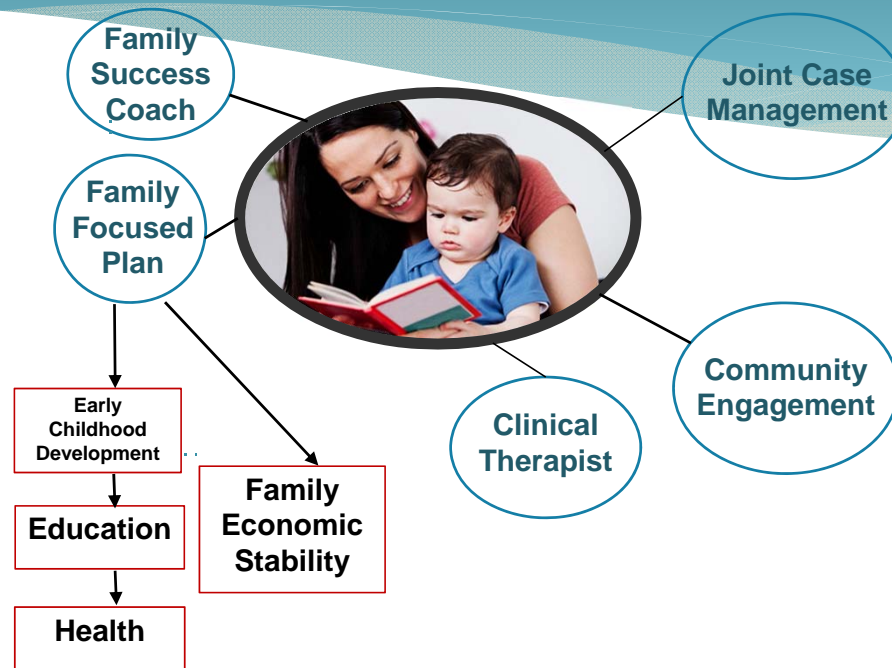 Family
Success
Coach
Joint Case
Management
Family
Focused
Plan
Community
Engagement
Clinical
Therapist
Early
Childhood
Development
Family
Economic
Stability
Education
Health